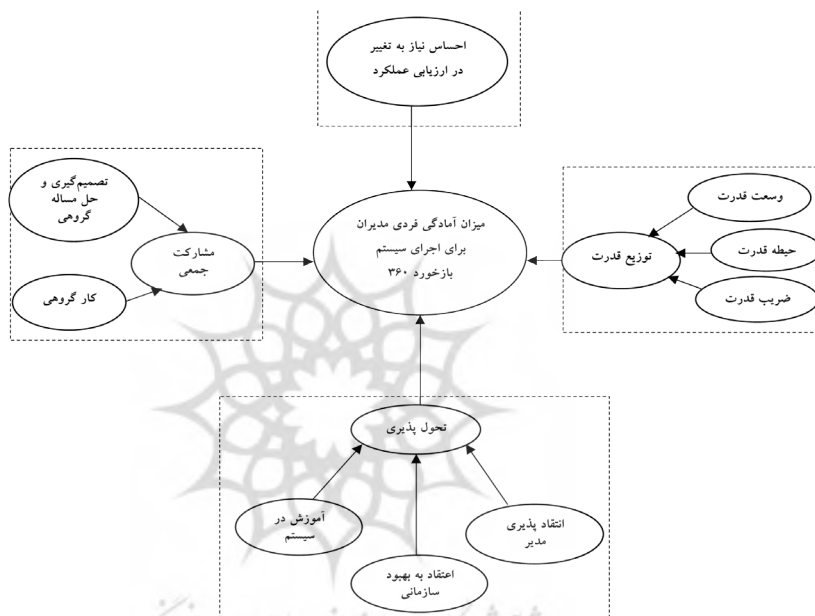 احساس نیاز به تغییر
در ارزیابی عملکرد
تصمیم‌گیری و
حل مساله
گروهی
مشارکت
جمعی
کار گروهی
میزان آمادگی فردی مدیران
برای اجرای سیستم
بازخورد ۳۶۰
وسعت قدرت
حیطه قدرت
توزیع قدرت
ضریب قدرت
تحول پذیری
آموزش در
سیستم
انتقاد پذیری
مدیر
اعتقاد به بهبود
سازمانی